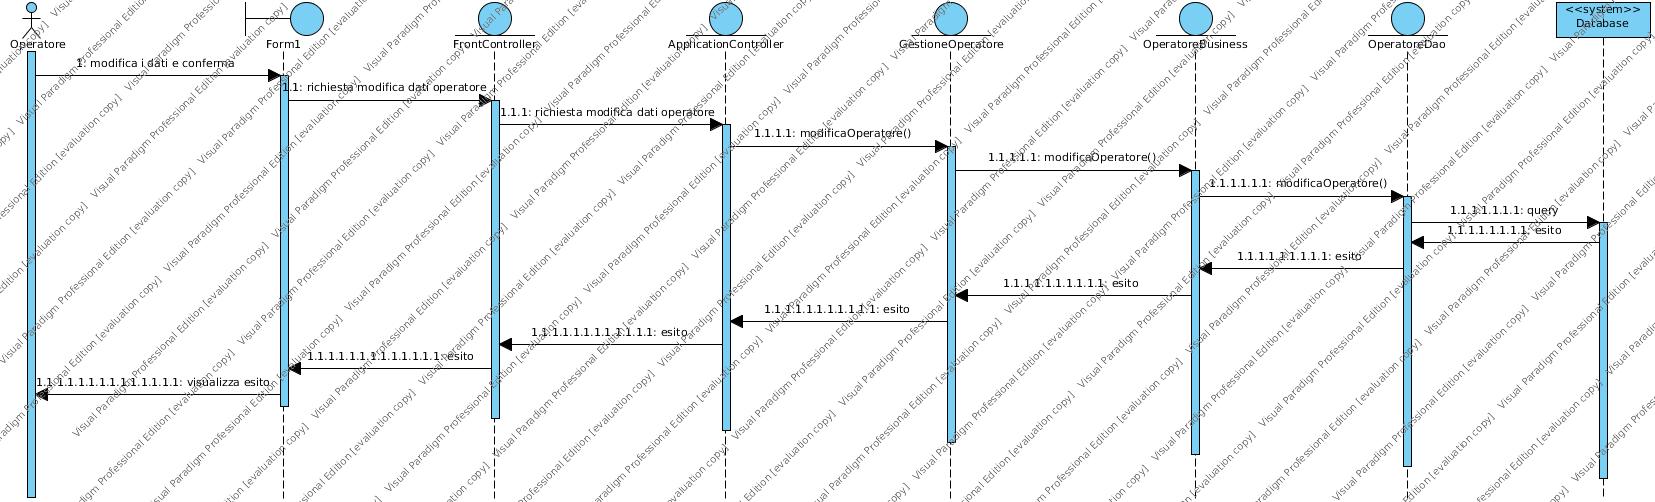 <<system>>
Database
Operatore
Form1
FrontController
ApplicationController
GestioneOperatore
OperatoreBusiness
OperatoreDao
1: modifica i dati e conferma
1.1: richiesta modifica dati operatore
1.1.1: richiesta modifica dati operatore
1.1.1.1: modificaOperatore()
1.1.1.1.1: modificaOperatore()
1.1.1.1.1.1: modificaOperatore()
1.1.1.1.1.1.1: query
1.1.1.1.1.1.1.1: esito
1.1.1.1.1.1.1.1.1: esito
1.1.1.1.1.1.1.1.1.1: esito
1.1.1.1.1.1.1.1.1.1.1: esito
1.1.1.1.1.1.1.1.1.1.1.1: esito
1.1.1.1.1.1.1.1.1.1.1.1.1: esito
1.1.1.1.1.1.1.1.1.1.1.1.1.1: visualizza esito
Visual Paradigm Professional Edition [evaluation copy]